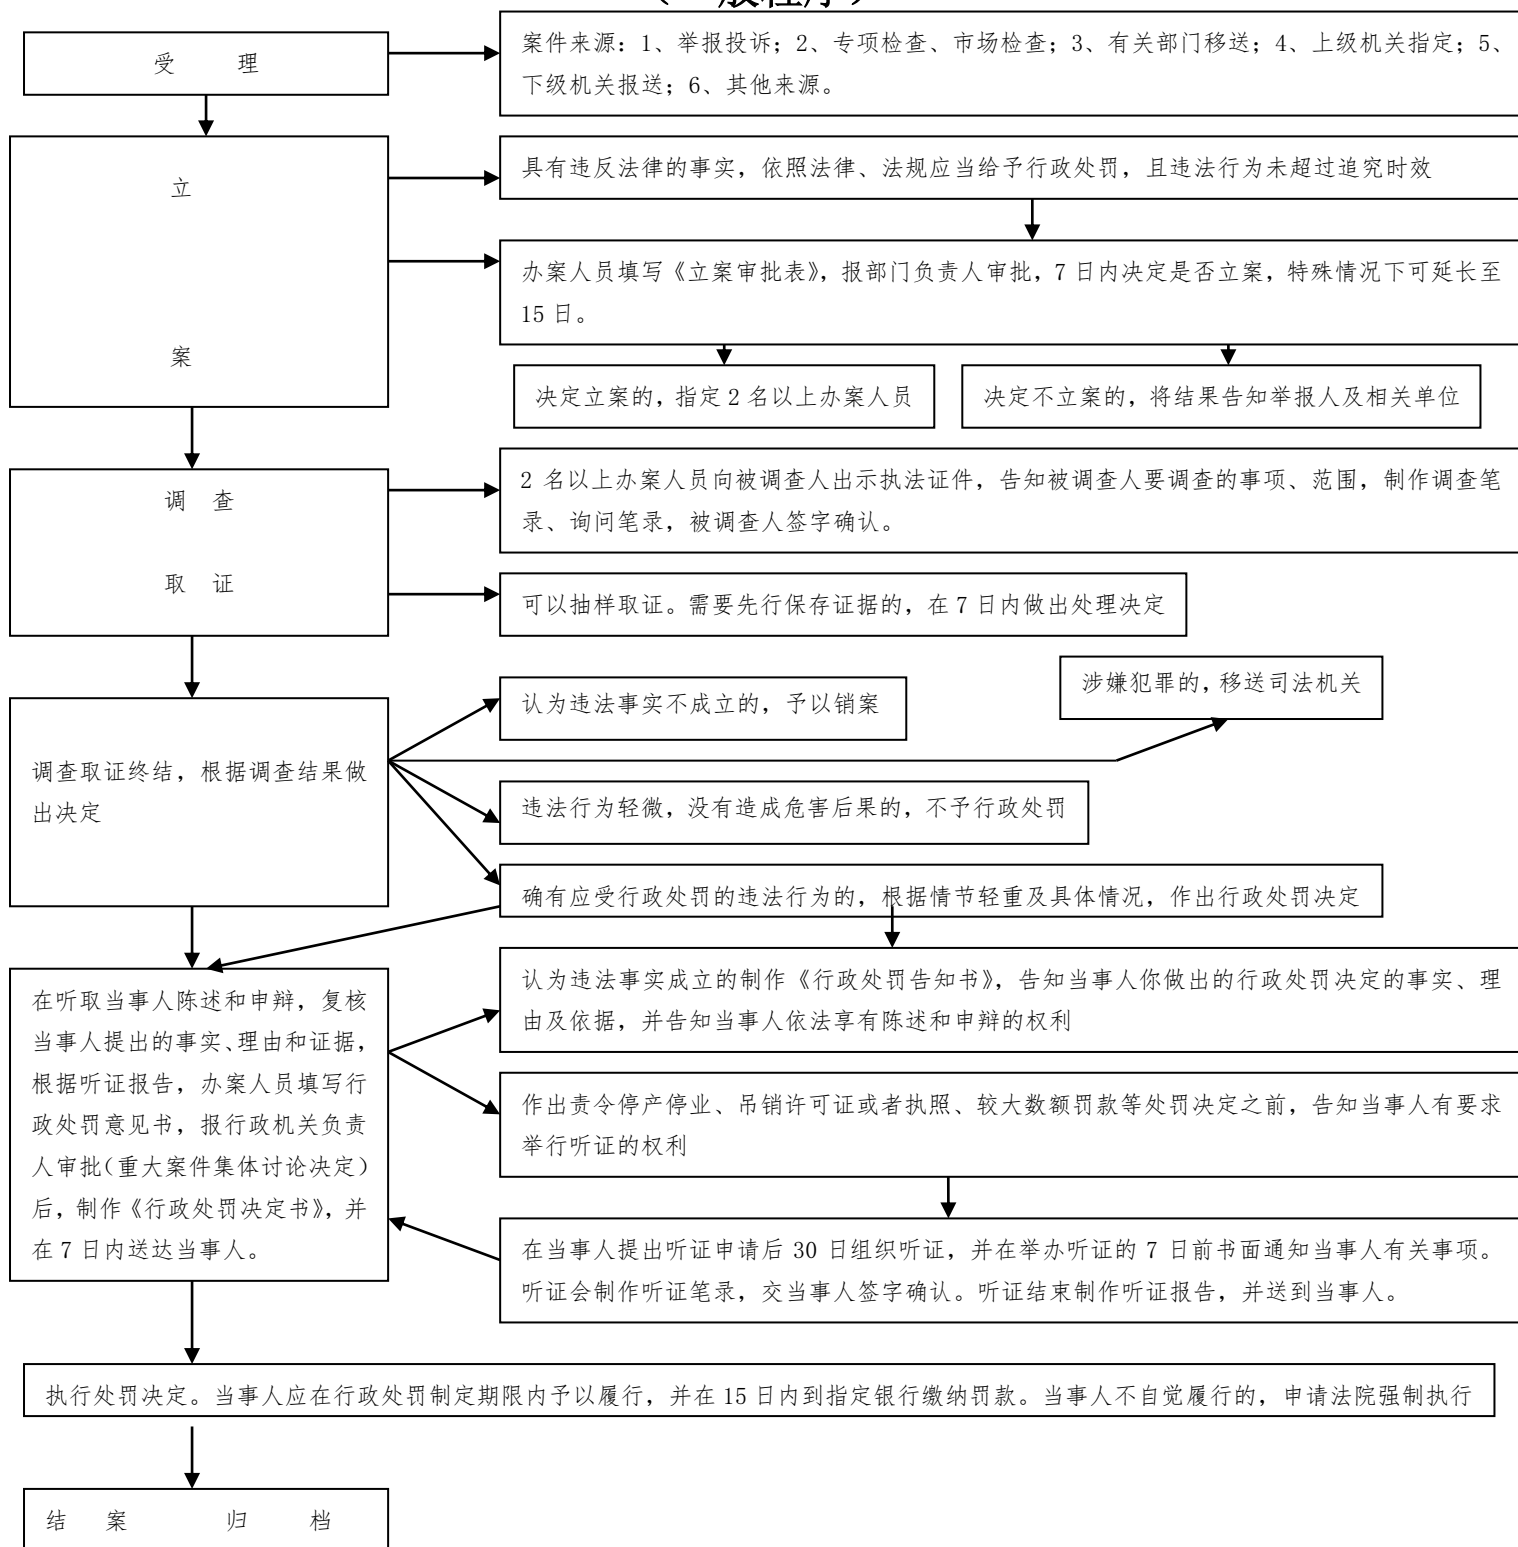 受 理
案件来源：1、举报投诉；2、专项检查、市场检查；3、有关部门移送；4、上级机关指定；5、
下级机关报送；6、其他来源。
立
案
具有违反法律的事实，依照法律、法规应当给予行政处罚，且违法行为未超过追究时效
办案人员填写《立案审批表》，报部门负责人审批，7 日内决定是否立案，特殊情况下可延长至
15 日。
决定立案的，指定 2 名以上办案人员
决定不立案的，将结果告知举报人及相关单位
调 查
取 证
2 名以上办案人员向被调查人出示执法证件，告知被调查人要调查的事项、范围，制作调查笔
录、询问笔录，被调查人签字确认。
可以抽样取证。需要先行保存证据的，在 7 日内做出处理决定
调查取证终结，根据调查结果做
出决定
认为违法事实不成立的，予以销案
涉嫌犯罪的，移送司法机关
违法行为轻微，没有造成危害后果的，不予行政处罚
确有应受行政处罚的违法行为的，根据情节轻重及具体情况，作出行政处罚决定
在听取当事人陈述和申辩，复核
当事人提出的事实、理由和证据，
根据听证报告，办案人员填写行
政处罚意见书，报行政机关负责
人审批（重大案件集体讨论决定）
后，制作《行政处罚决定书》，并
在 7 日内送达当事人。
认为违法事实成立的制作《行政处罚告知书》，告知当事人你做出的行政处罚决定的事实、理
由及依据，并告知当事人依法享有陈述和申辩的权利
作出责令停产停业、吊销许可证或者执照、较大数额罚款等处罚决定之前，告知当事人有要求
举行听证的权利
在当事人提出听证申请后 30 日组织听证，并在举办听证的 7 日前书面通知当事人有关事项。
听证会制作听证笔录，交当事人签字确认。听证结束制作听证报告，并送到当事人。
执行处罚决定。当事人应在行政处罚制定期限内予以履行，并在 15 日内到指定银行缴纳罚款。当事人不自觉履行的，申请法院强制执行
结 案 归 档